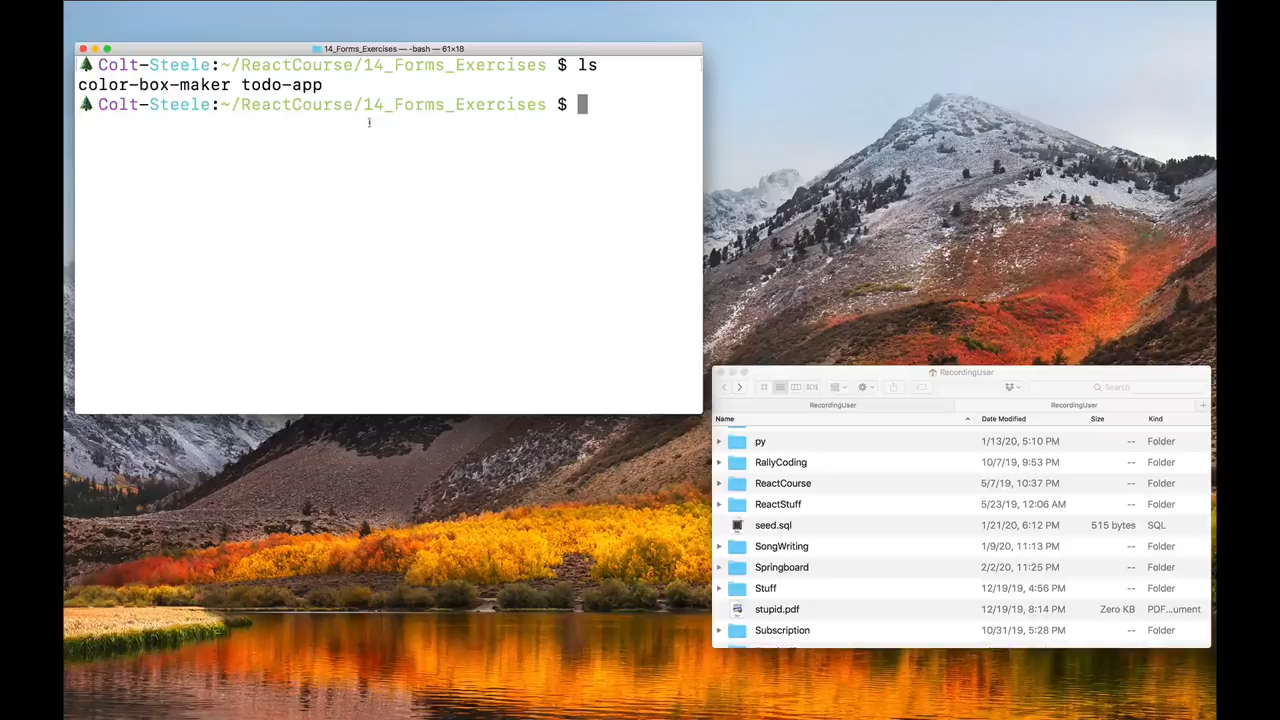 14_Forms_Exercises — -bash — 61×18
Colt-Steele:~/ReactCourse/14_Forms_Exercises $ ls
color-box-maker todo-app
Colt-Steele:~/ReactCourse/14_Forms_Exercises $
RecordingUser
Search
RecordingUser RecordingUser
Name Date Modified Size Kind
py 1/13/20, 5:10 PM -- Folder
RallyCoding 10/7/19, 9:53 PM -- Folder
ReactCourse 5/7/19, 10:37 PM -- Folder
ReactStuff 5/23/19, 12:06 AM -- Folder
seed.sql 1/21/20, 6:12 PM 515 bytes SQL
SongWriting 1/9/20, 11:13 PM -- Folder
Springboard 2/2/20, 11:25 PM -- Folder
Stuff 12/19/19, 4:56 PM -- Folder
stupid.pdf 12/19/19, 8:14 PM Zero KB PDF...ument
Subscription 10/31/19, 5:28 PM -- Folder